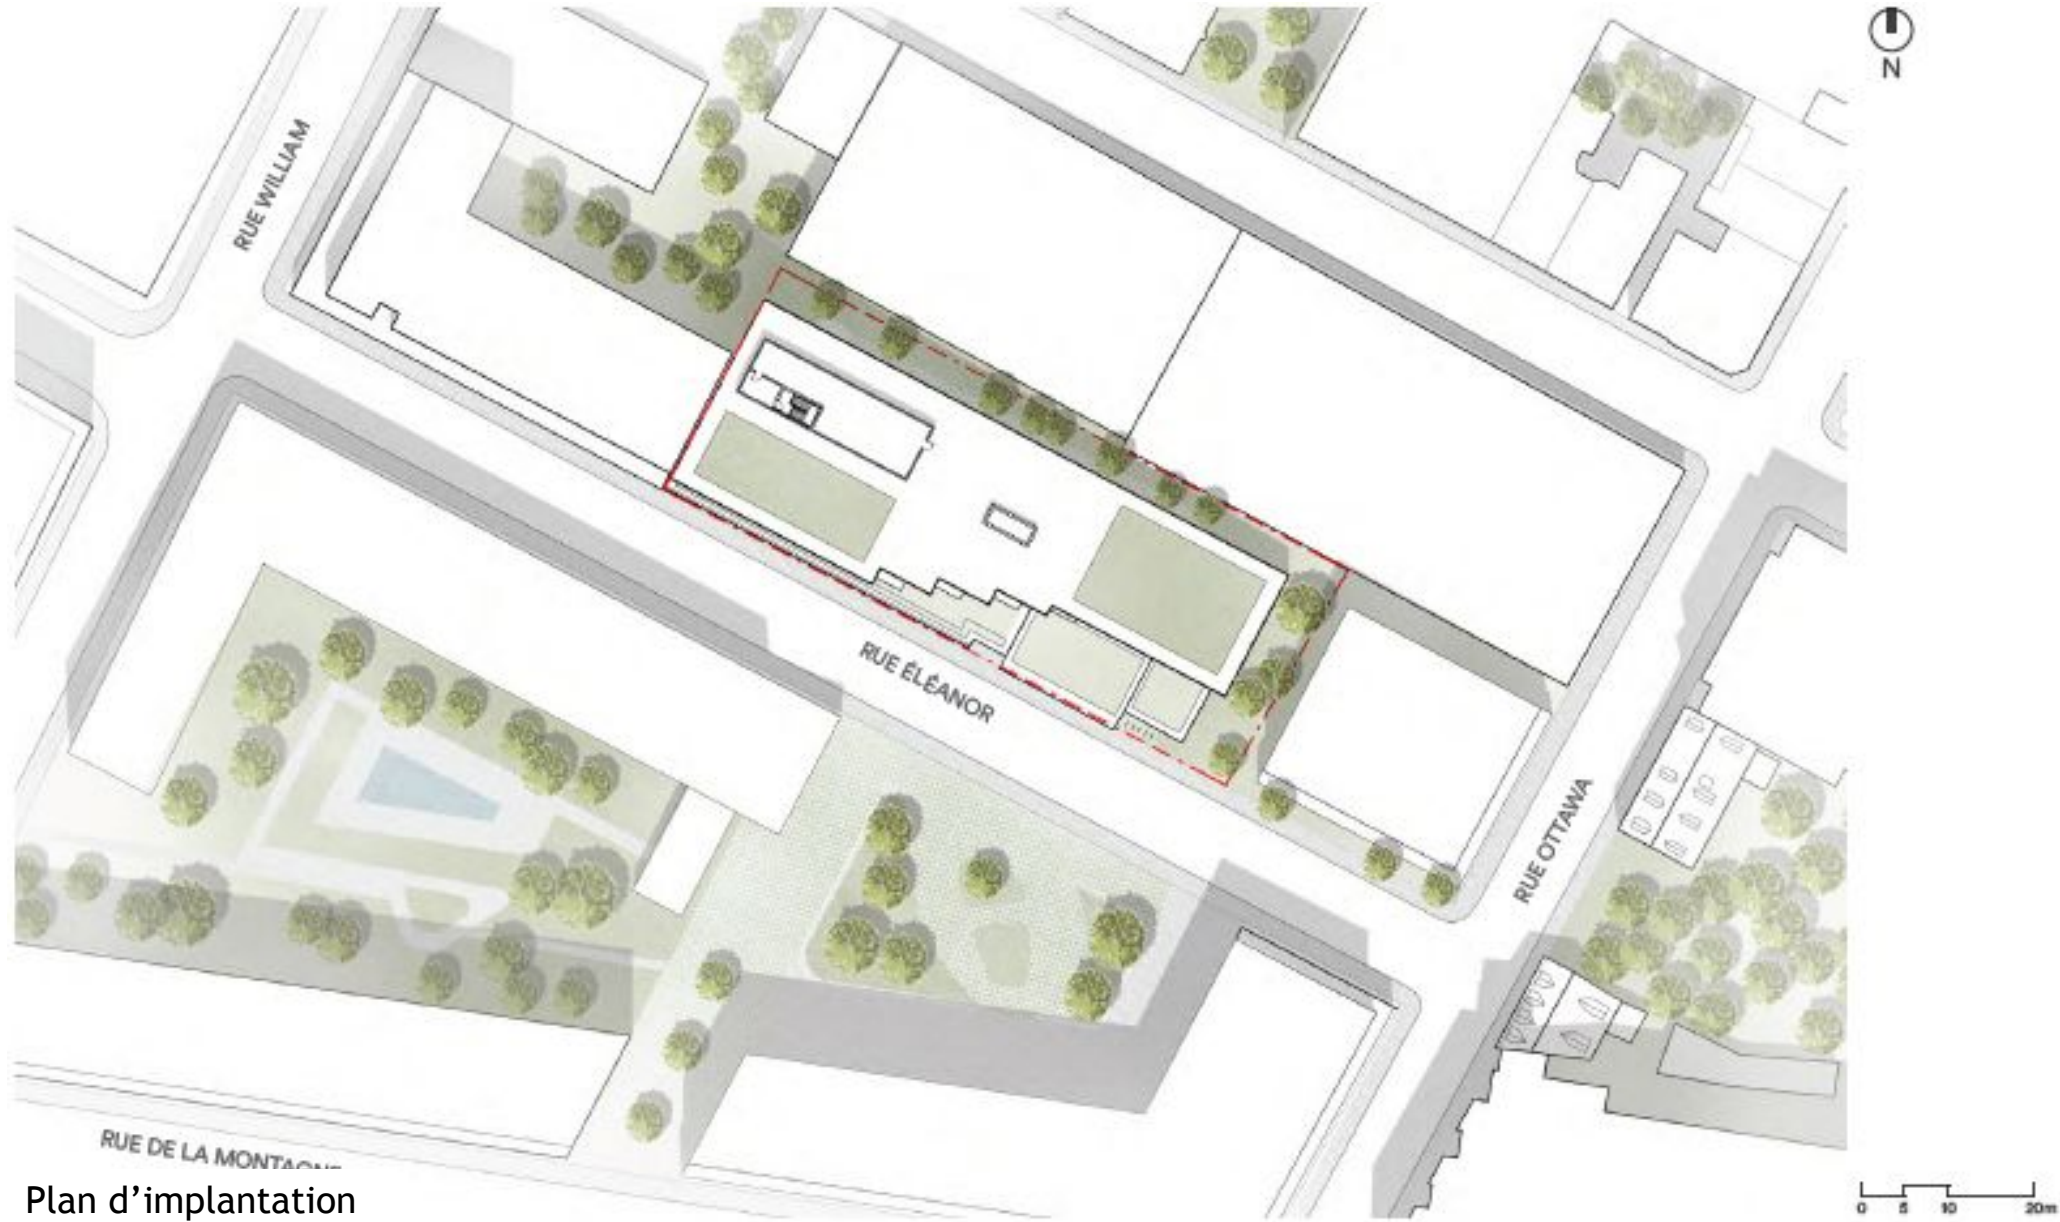 N
RUE WILLIAM
RUE ÉLÉANOR
RUE OTTAWA
RUE DE LA MONTAGNE
Plan d’implantation
0 5 10 20m